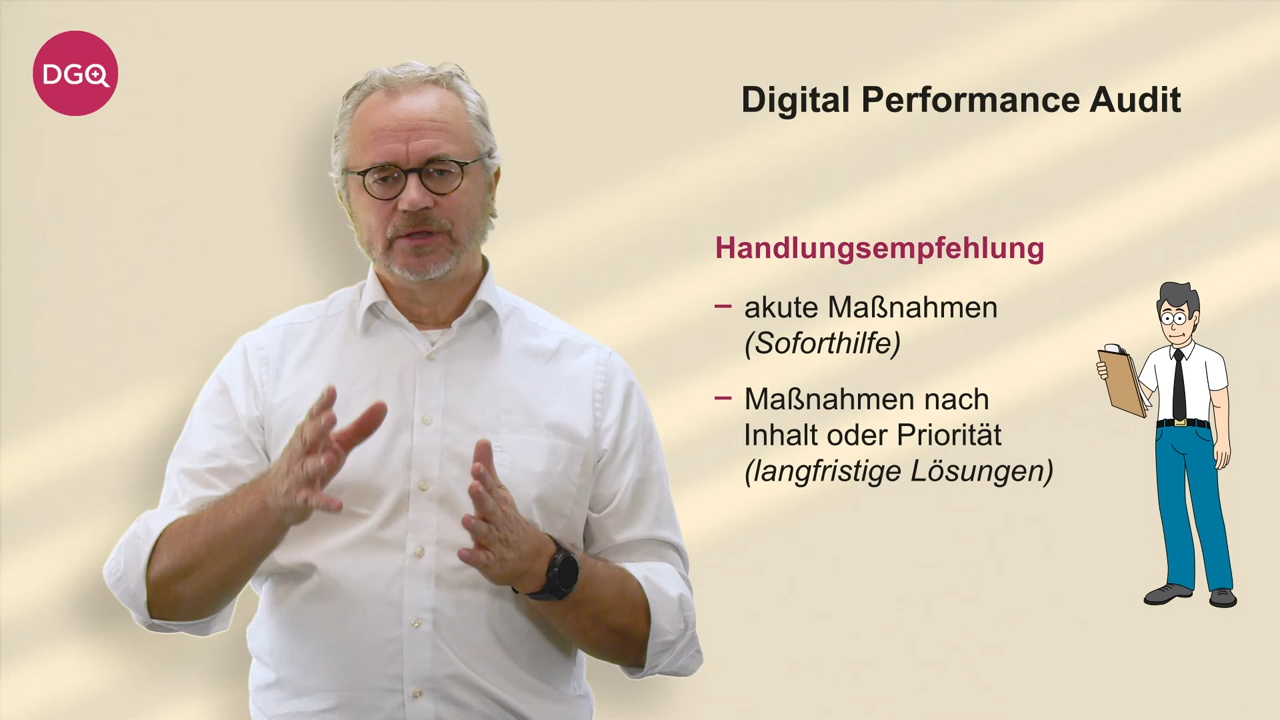 DGQ
Digital Performance Audit
Handlungsempfehlung
– akute Maßnahmen
(Soforthilfe)
– Maßnahmen nach
Inhalt oder Priorität
(langfristige Lösungen)